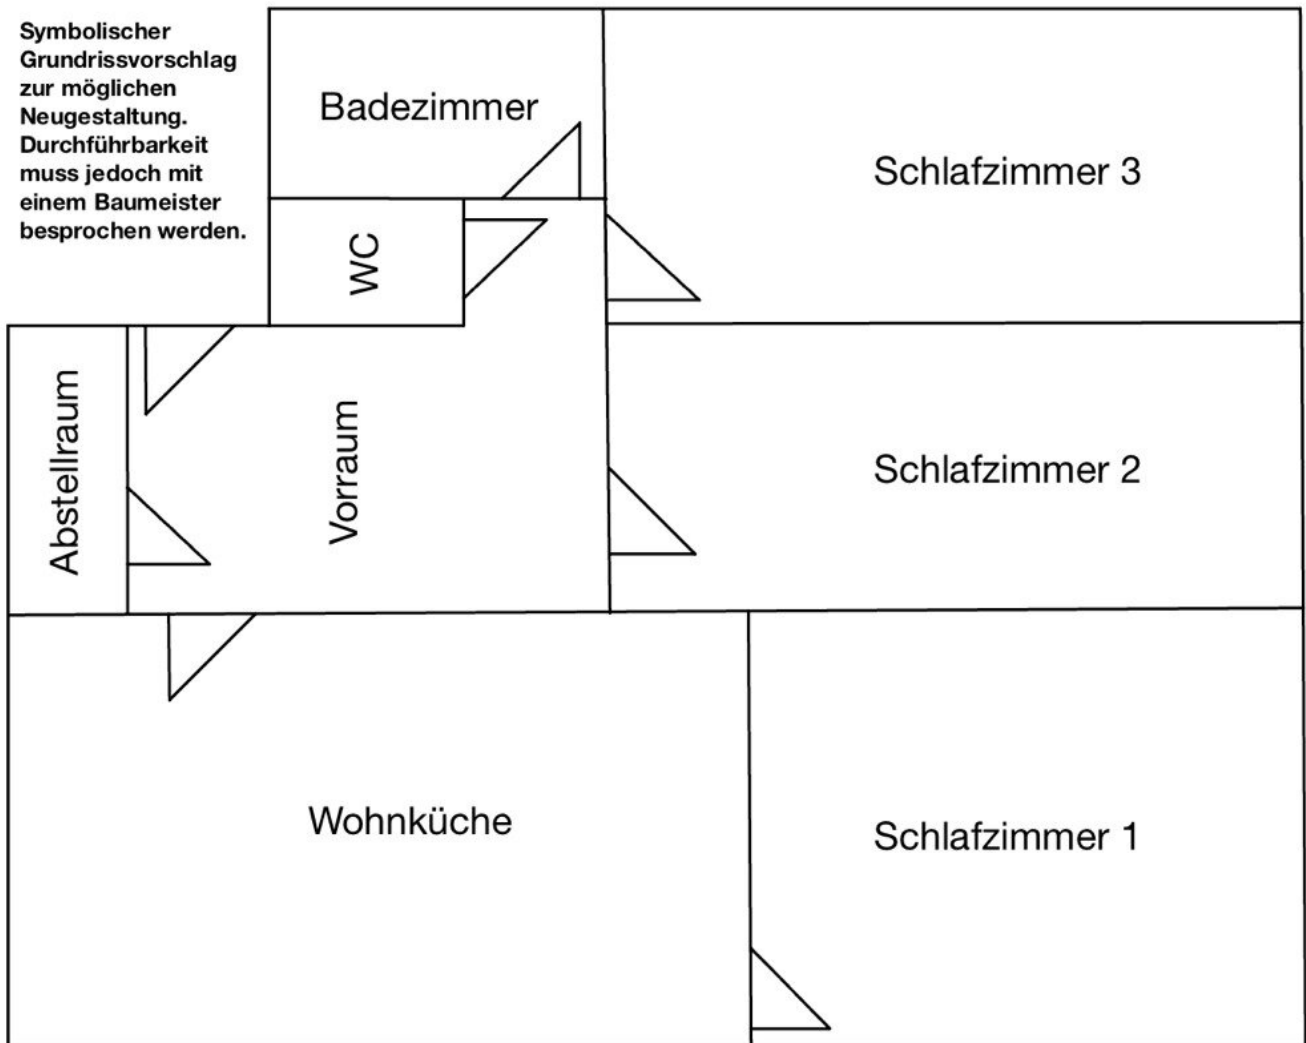 Symbolischer
Grundrissvorschlag
zur möglichen
Neugestaltung.
Durchführbarkeit
muss jedoch mit
einem Baumeister
besprochen werden.
Badezimmer
Schlafzimmer 3
WC
Abstellraum
Vorraum
Schlafzimmer 2
Wohnküche
Schlafzimmer 1